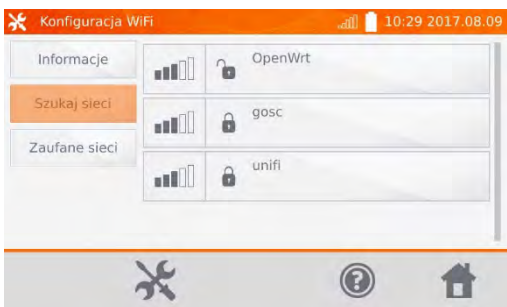 Konfiguracja WiFi 10:29 2017.08.09
Informacje
Szukaj sieci
Zaufane sieci
OpenWrt
gosc
unifi